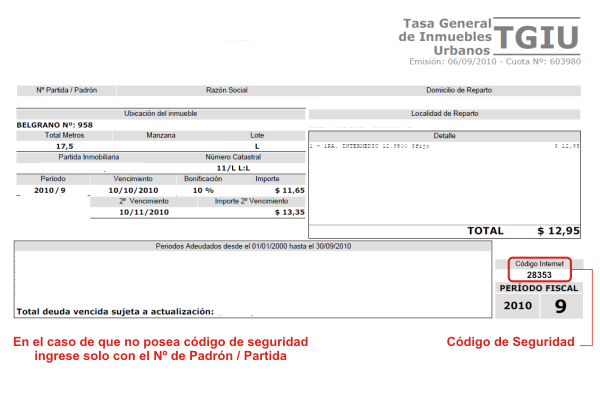 Tasa General
de Inmuebles
Urbanos
TGIU
Emisión: 06/09/2010 - Cuota Nº: 603980
Nº Partida / Padrón Razón Social Domicilio de Reparto
Ubicación del inmueble Localidad de Reparto
BELGRANO Nº: 958
Total Metros Manzana Lote Detalle
17,5 L 1 - 1RA. INTERMEDIO 12.9500 $fijo $ 12,95
Partida Inmobiliaria Número Catastral
11/L L:L
Período Vencimiento Bonificación Importe
2010/9 10/10/2010 10 % $ 11,65
2º Vencimiento Importe 2º Vencimiento
10/11/2010 $ 13,35
TOTAL $ 12,95
Periodos Adeudados desde el 01/01/2000 hasta el 30/09/2010
Total deuda vencida sujeta a actualización:
Código Internet
28353
PERÍODO FISCAL
2010 9
En el caso de que no posea código de seguridad
ingrese solo con el Nº de Padrón / Partida
Código de Seguridad